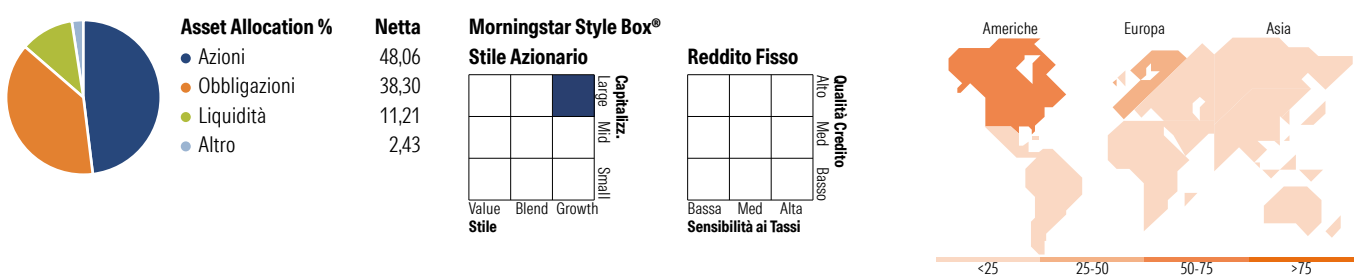 Asset Allocation % Netta
Azioni 48,06
Obbligazioni 38,30
Liquidità 11,21
Altro 2,43
Morningstar Style Box®
Stile Azionario
Large
Mid
Small
Capitalizz.
Value Blend Growth
Stile
Reddito Fisso
Alto
Med
Basso
Qualità Credito
Bassa Med Alta
Sensibilità ai Tassi
Americhe Europa Asia
<25 25-50 50-75 >75